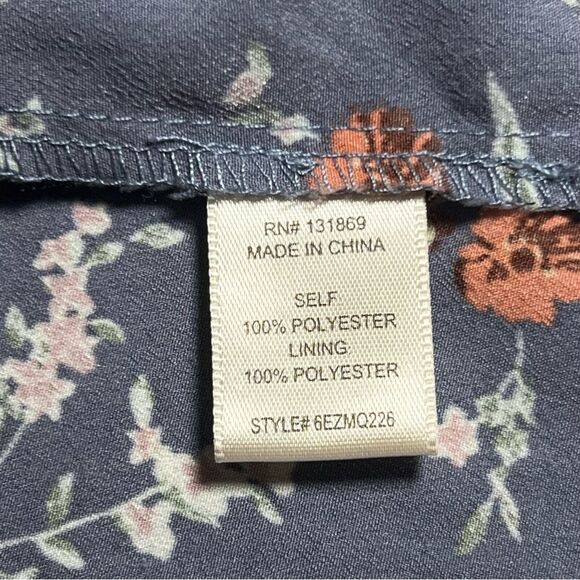 RN# 131869
MADE IN CHINA
SELF
100% POLYESTER
LINING:
100% POLYESTER
STYLE# 6EZMQ226